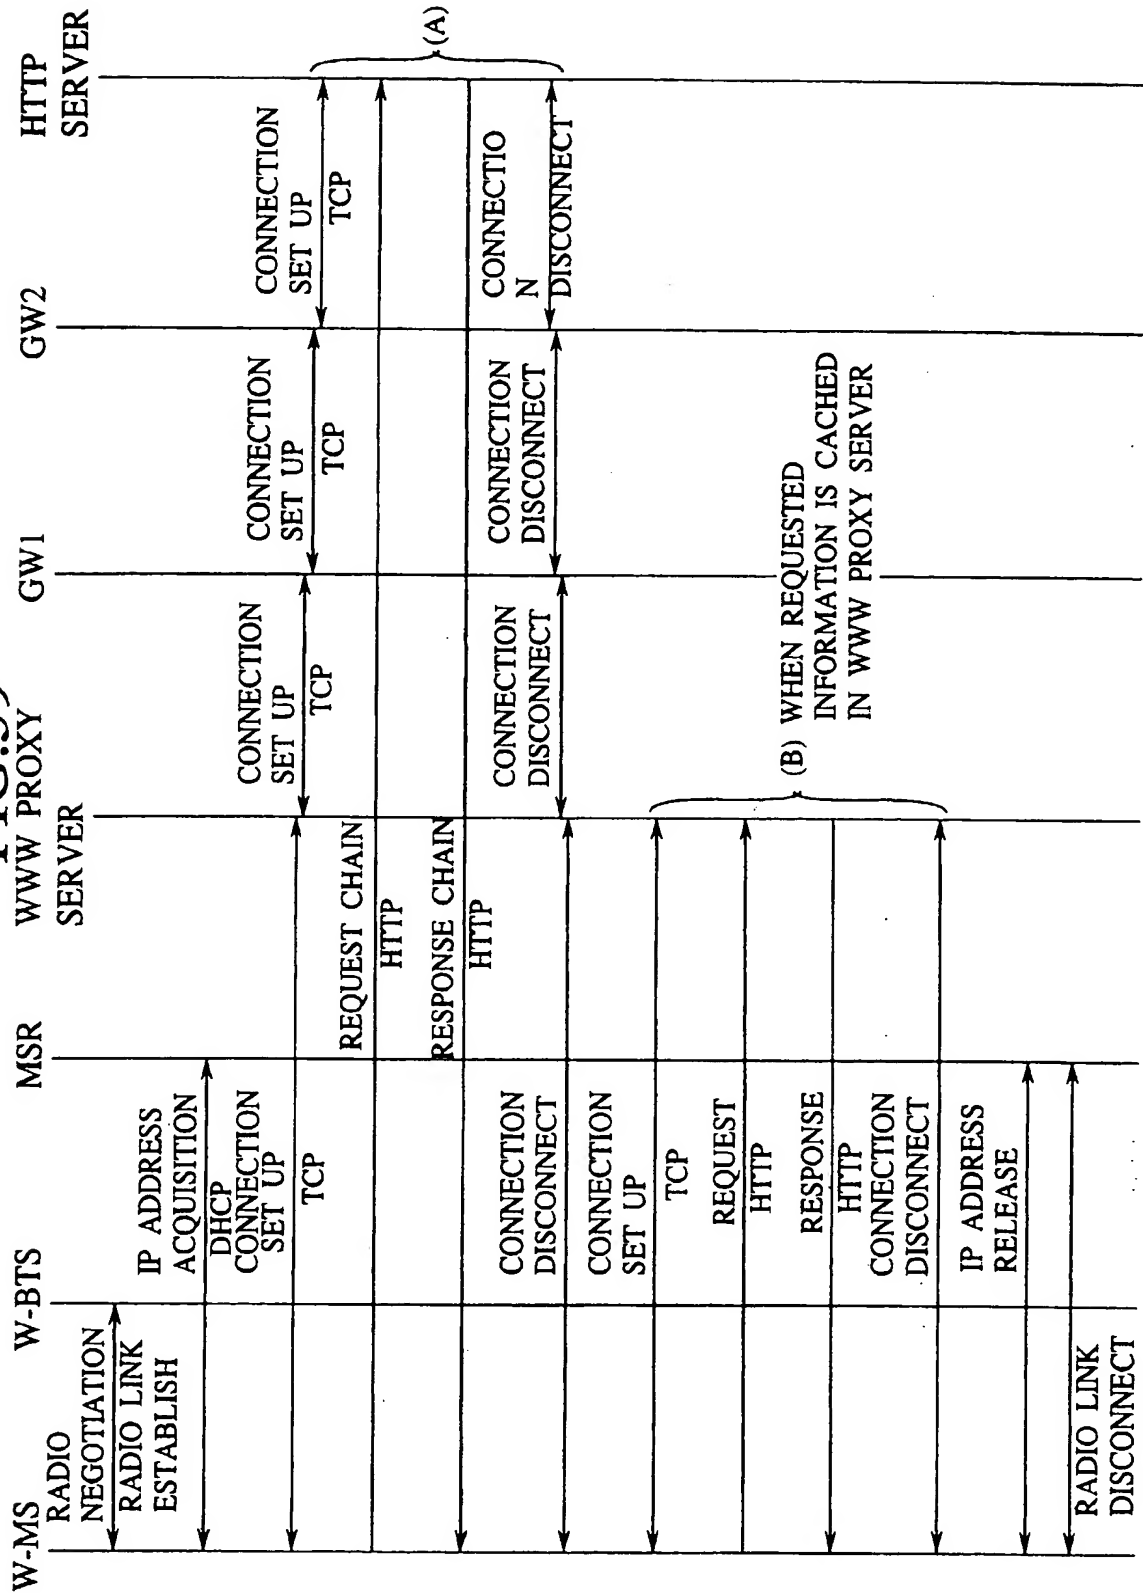 W-MS
W-BTS
MSR
WWW PROXY
SERVER
GW1
GW2
HTTP
SERVER
RADIO
NEGOTIATION
RADIO LINK
ESTABLISH
IP ADDRESS
ACQUISITION
DHCP
CONNECTION
SET UP
TCP
CONNECTION
SET UP
TCP
CONNECTION
SET UP
TCP
CONNECTION
SET UP
TCP
REQUEST CHAIN
HTTP
RESPONSE CHAIN
HTTP
(A)
CONNECTION
DISCONNECT
CONNECTION
DISCONNECT
CONNECTION
DISCONNECT
CONNECTIO
N
DISCONNECT
CONNECTION
SET UP
TCP
REQUEST
HTTP
RESPONSE
HTTP
CONNECTION
DISCONNECT
(B) WHEN REQUESTED
INFORMATION IS CACHED
IN WWW PROXY SERVER
IP ADDRESS
RELEASE
RADIO LINK
DISCONNECT